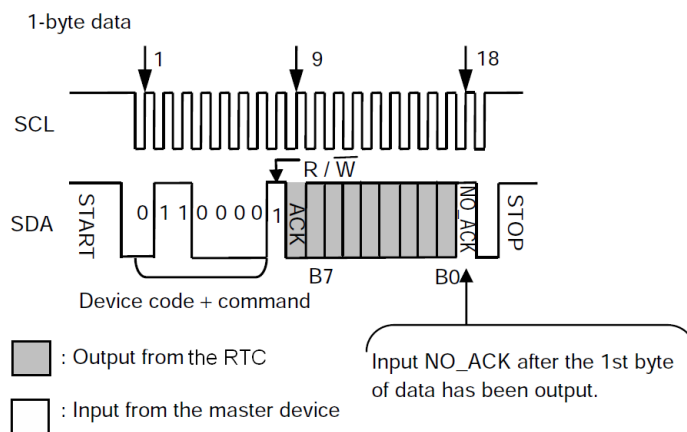 1-byte data
1
9
18
SCL
R / W
SDA
START
0 1 1 0 0 0 0 1
ACK
NO_ACK
STOP
B7
B0
Device code + command
: Output from the RTC
: Input from the master device
Input NO_ACK after the 1st byte
of data has been output.